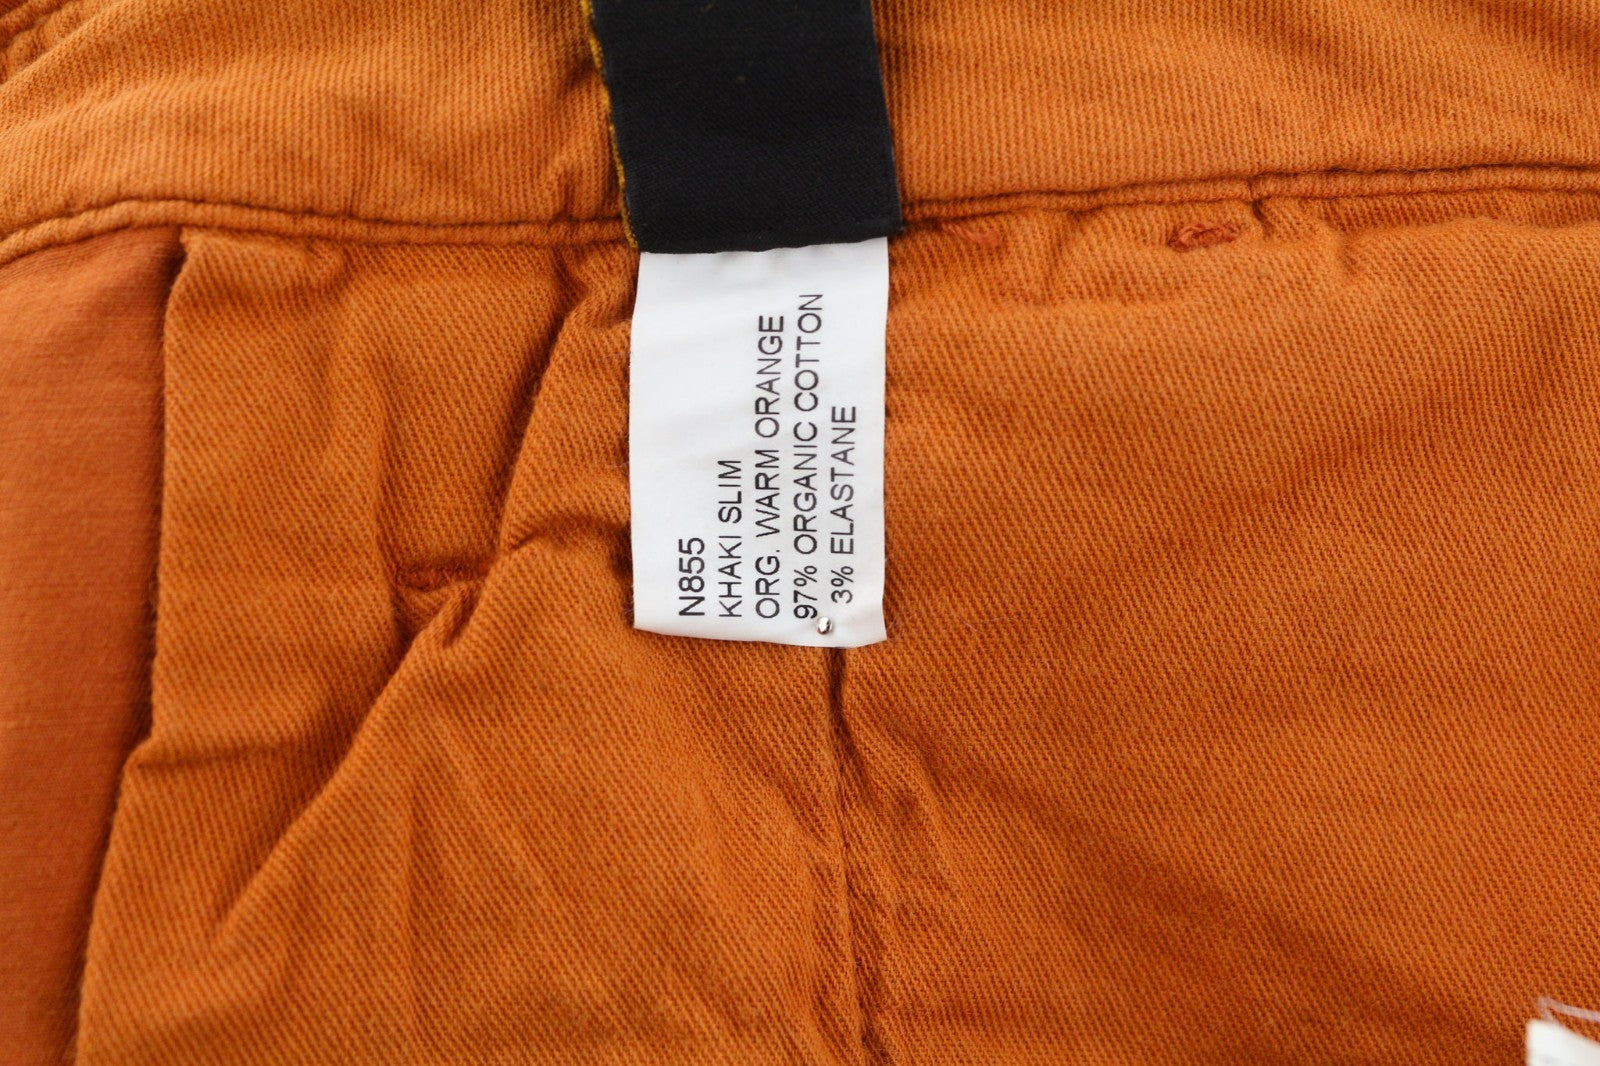 N855
KHAKI SLIM
ORG. WARM ORANGE
97% ORGANIC COTTON
3% ELASTANE